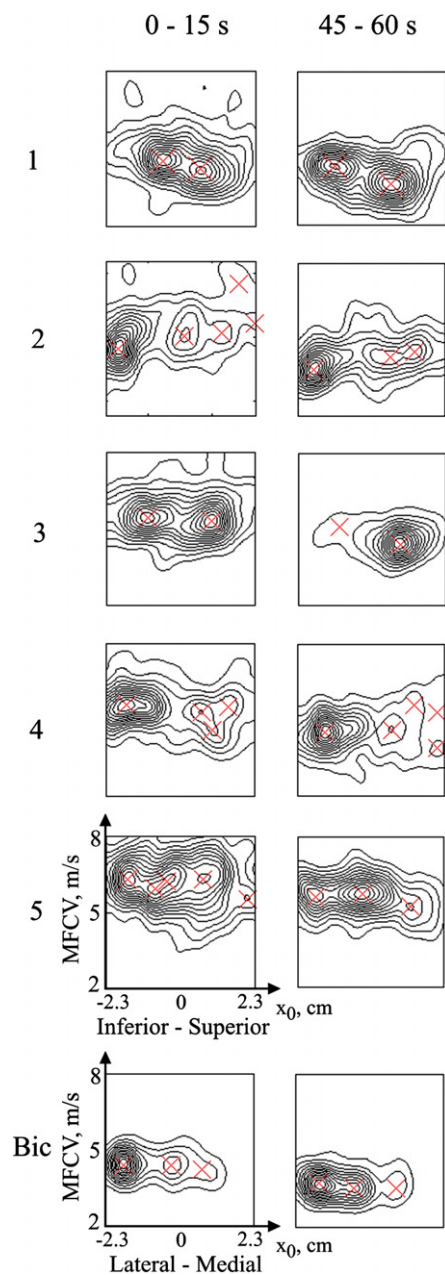 0 - 15 s 45 - 60 s
1
2
3
4
5
8
5
2
MFCV, m/s
-2.3 0 2.3 x₀, cm
Inferior - Superior
Bic
8
5
2
MFCV, m/s
-2.3 0 2.3 x₀, cm
Lateral - Medial